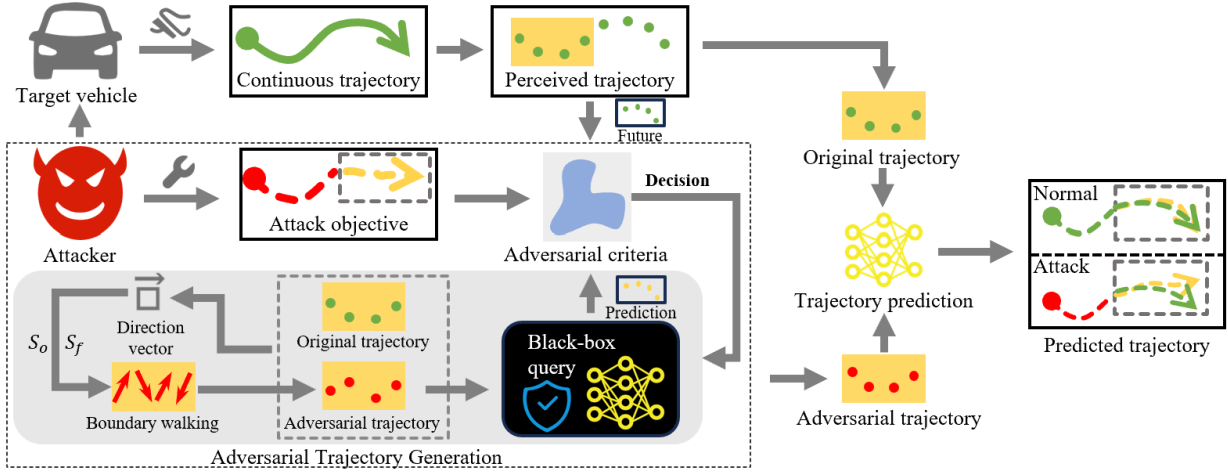 Target vehicle
Continuous trajectory
Perceived trajectory
Future
Original trajectory
Attacker
Attack objective
Adversarial criteria
Decision
Normal
Attack
Predicted trajectory
Trajectory prediction
Adversarial trajectory
S_o
S_f
Direction
vector
Boundary walking
Original trajectory
Adversarial trajectory
Prediction
Black-box
query
Adversarial Trajectory Generation